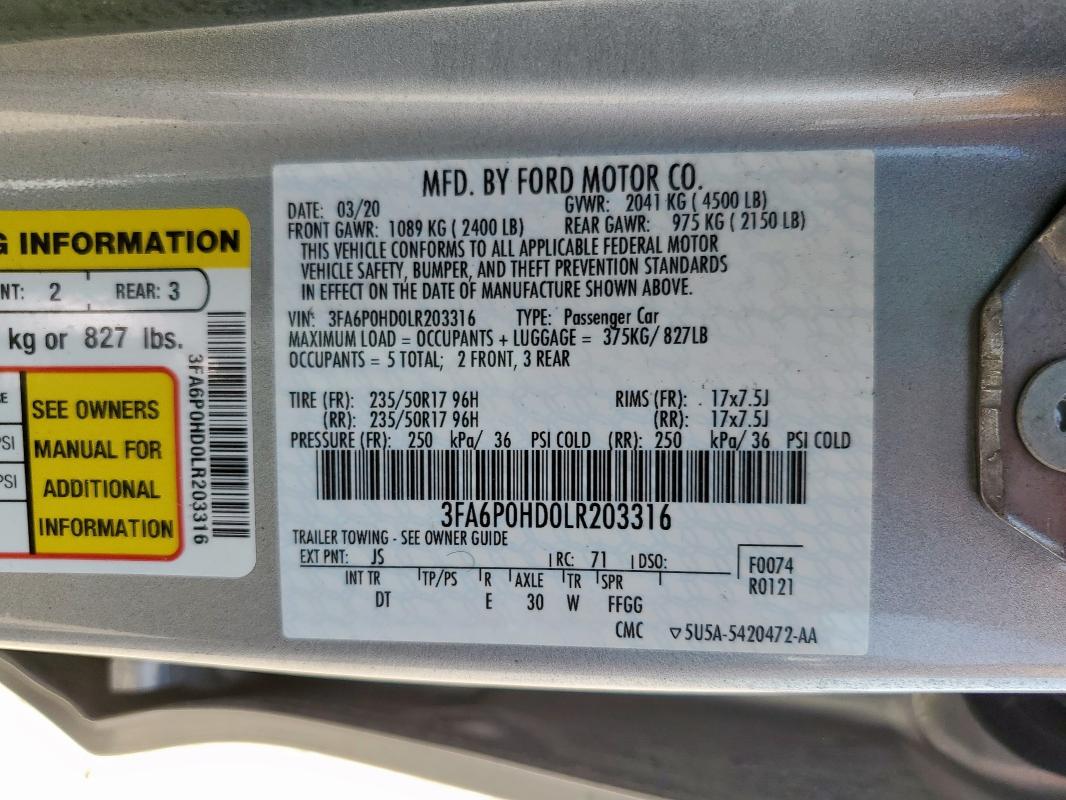 G INFORMATION
NT: 2 REAR: 3
kg or 827 lbs.
RE
PSI
PSI
SEE OWNERS
MANUAL FOR
ADDITIONAL
INFORMATION
3FA6P0HD0LR203316
MFD. BY FORD MOTOR CO.
DATE: 03/20 GVWR: 2041 KG ( 4500 LB)
FRONT GAWR: 1089 KG ( 2400 LB) REAR GAWR: 975 KG ( 2150 LB)
THIS VEHICLE CONFORMS TO ALL APPLICABLE FEDERAL MOTOR
VEHICLE SAFETY, BUMPER, AND THEFT PREVENTION STANDARDS
IN EFFECT ON THE DATE OF MANUFACTURE SHOWN ABOVE.
VIN: 3FA6P0HD0LR203316 TYPE: Passenger Car
MAXIMUM LOAD = OCCUPANTS + LUGGAGE = 375KG/ 827LB
OCCUPANTS = 5 TOTAL; 2 FRONT, 3 REAR
TIRE (FR): 235/50R17 96H RIMS (FR): 17x7.5J
(RR): 235/50R17 96H (RR): 17x7.5J
PRESSURE (FR): 250 kPa/ 36 PSI COLD (RR): 250 kPa/ 36 PSI COLD
3FA6P0HD0LR203316
TRAILER TOWING - SEE OWNER GUIDE
EXT PNT: JS RC: 71 DSO: F0074
INT TR TP/PS R AXLE TR SPR R0121
DT E 30 W FFGG
CMC ▽5U5A-5420472-AA